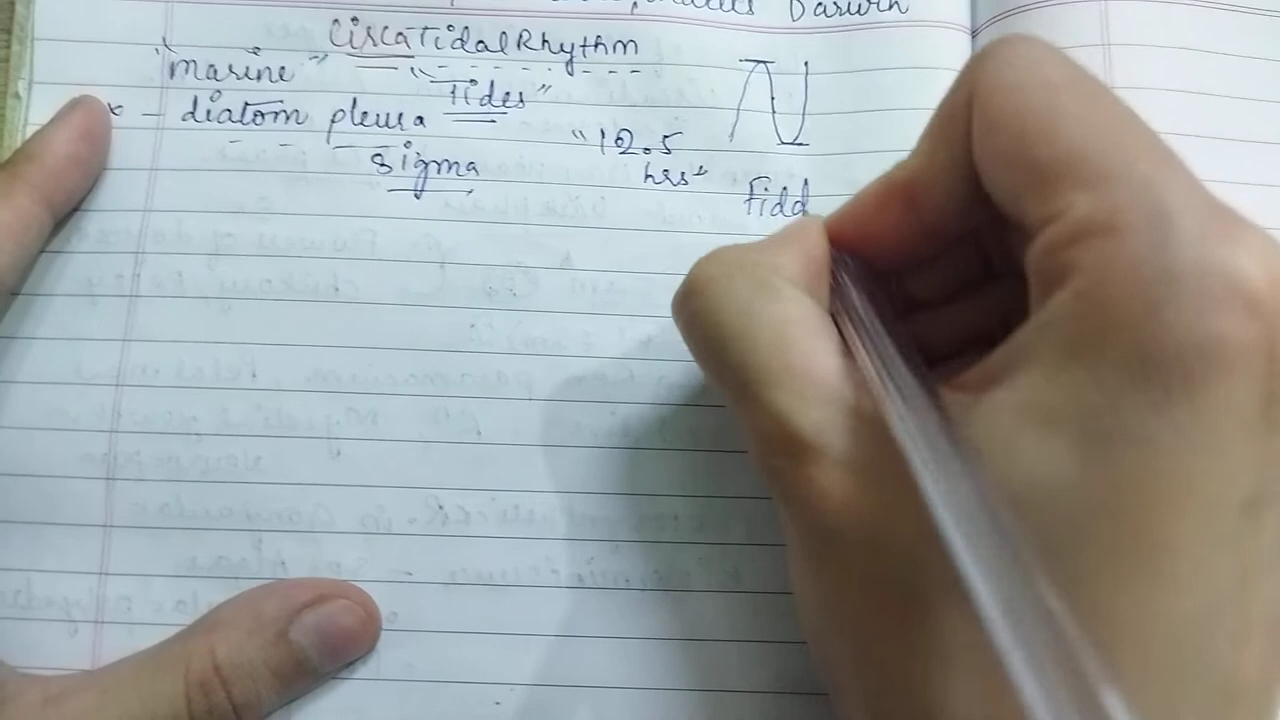 Darwin
CircaTidal Rhythm
"marine" "Tides"
x - diatom pleura
sigma
"12.5
hrs"
Fidd